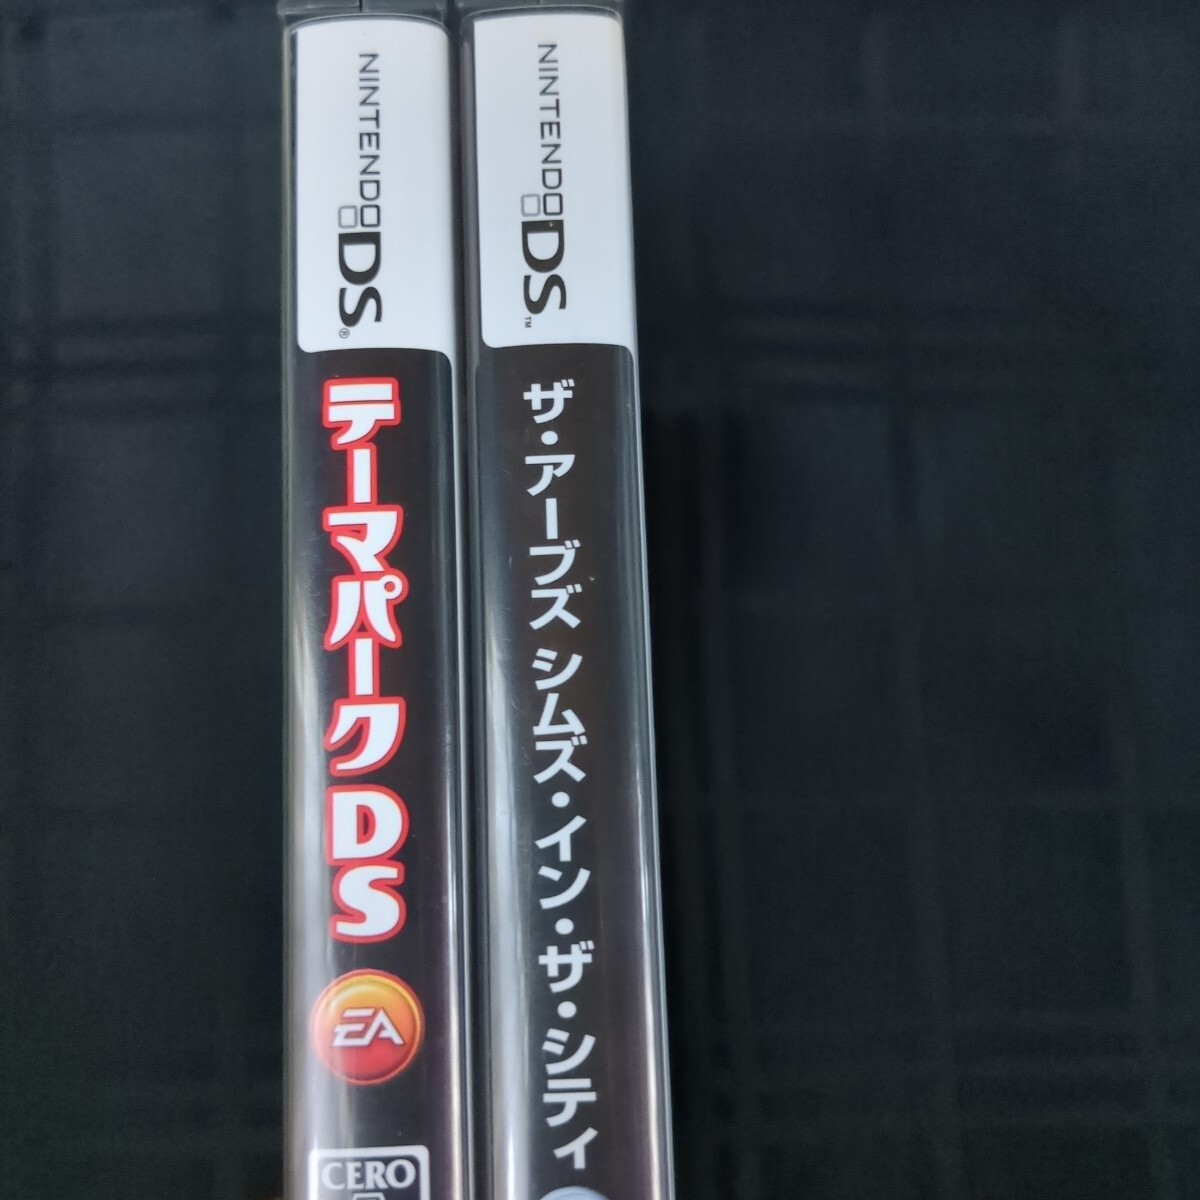 NINTENDO DS®
テーマパークDS
EA
CERO
NINTENDO DS™
ザ・アーブズ シムズ・イン・ザ・シティ